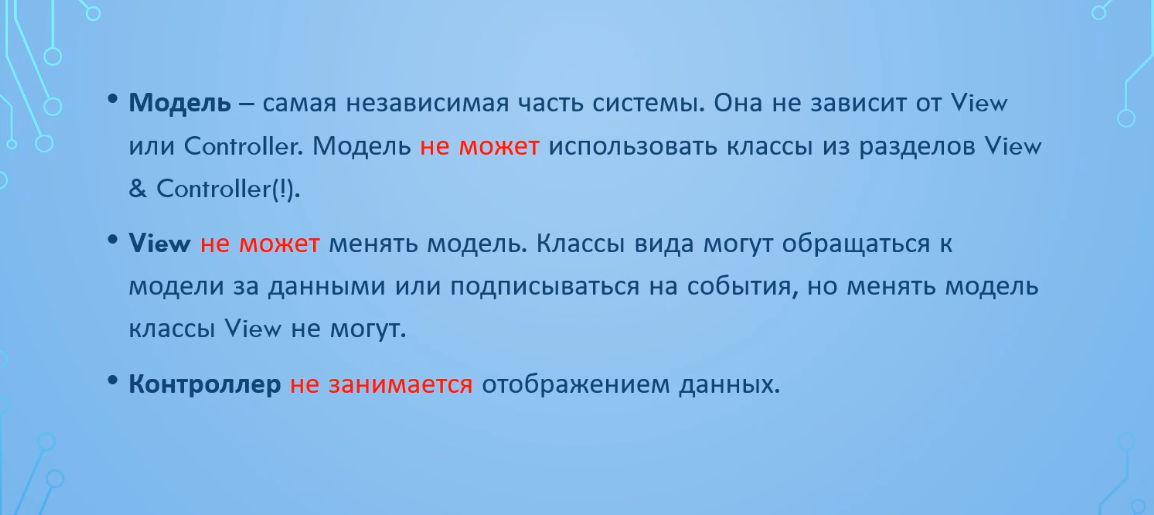 • Модель – самая независимая часть системы. Она не зависит от View
или Controller. Модель не может использовать классы из разделов View
& Controller(!).
• View не может менять модель. Классы вида могут обращаться к
модели за данными или подписываться на события, но менять модель
классы View не могут.
• Контроллер не занимается отображением данных.